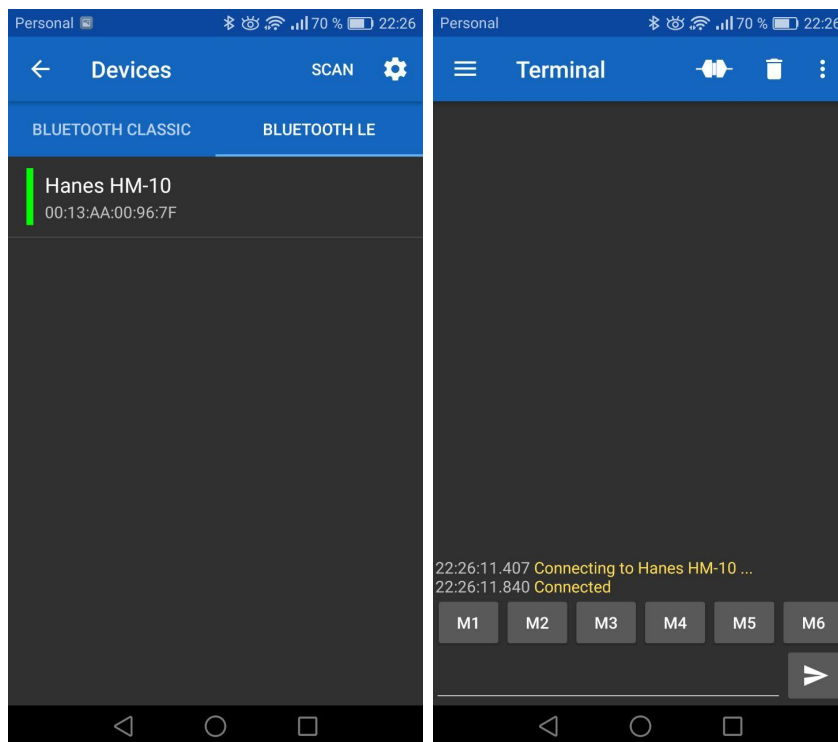 Personal 70 % 22:26
Devices SCAN
BLUETOOTH CLASSIC BLUETOOTH LE
Hanes HM-10
00:13:AA:00:96:7F
Personal 70 % 22:26
Terminal
22:26:11.407 Connecting to Hanes HM-10 ...
22:26:11.840 Connected
M1 M2 M3 M4 M5 M6